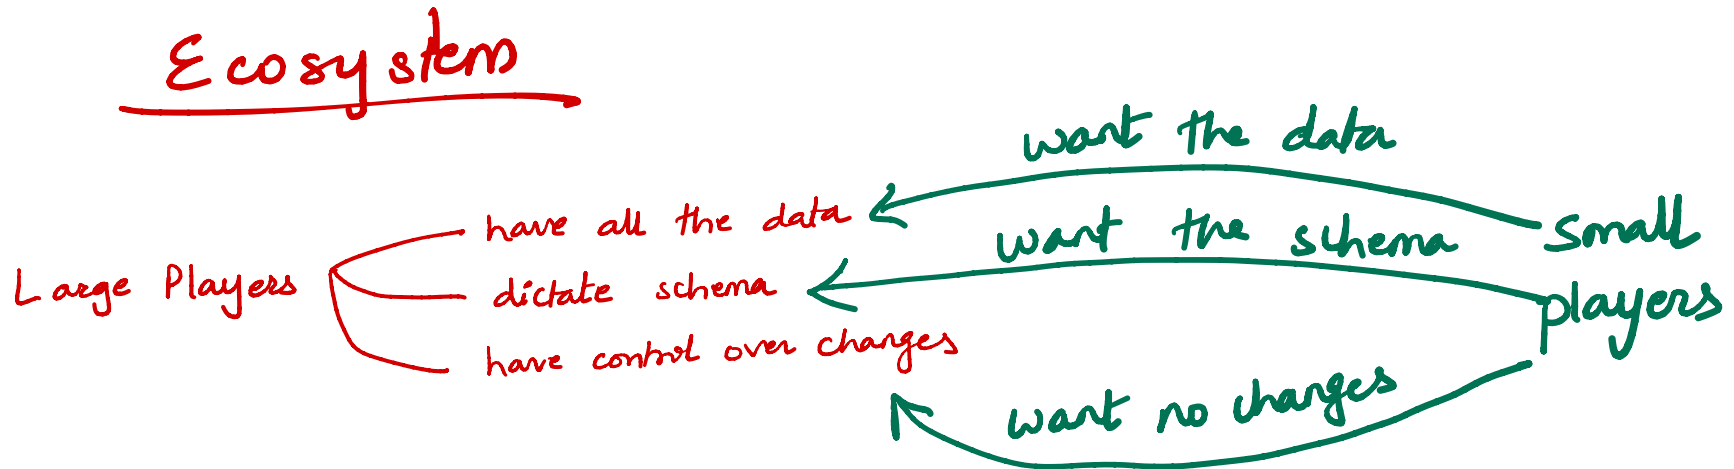 Ecosystem
want the data
have all the data
small
want the schema
Large Players
dictate schema
players
have control over changes
want no changes